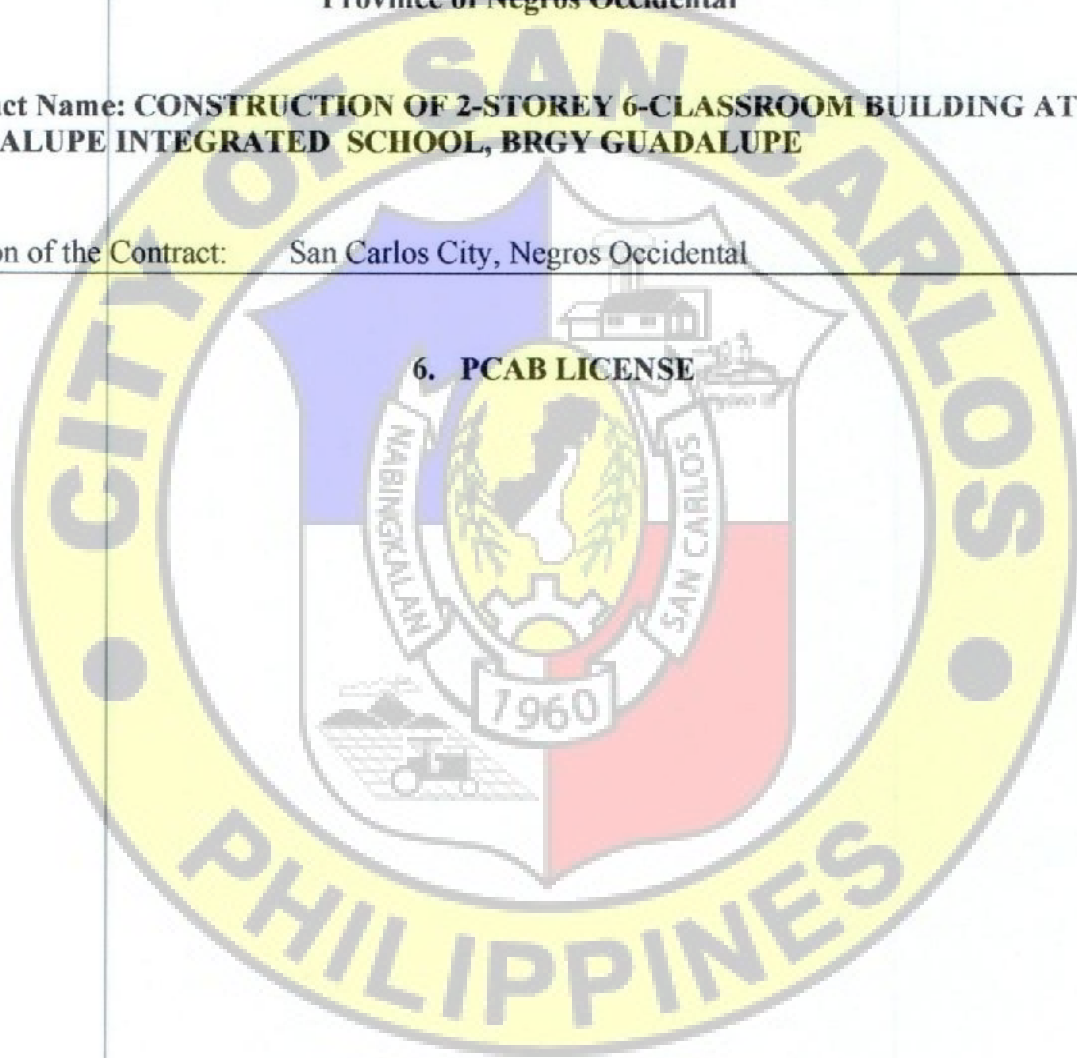 Province of Negros Occidental
act Name: CONSTRUCTION OF 2-STOREY 6-CLASSROOM BUILDING AT
ALUPE INTEGRATED SCHOOL, BRGY GUADALUPE
on of the Contract: San Carlos City, Negros Occidental
6. PCAB LICENSE
CITY OF SAN CARLOS
NABINGKALAN
SAN CARLOS
1960
PHILIPPINES